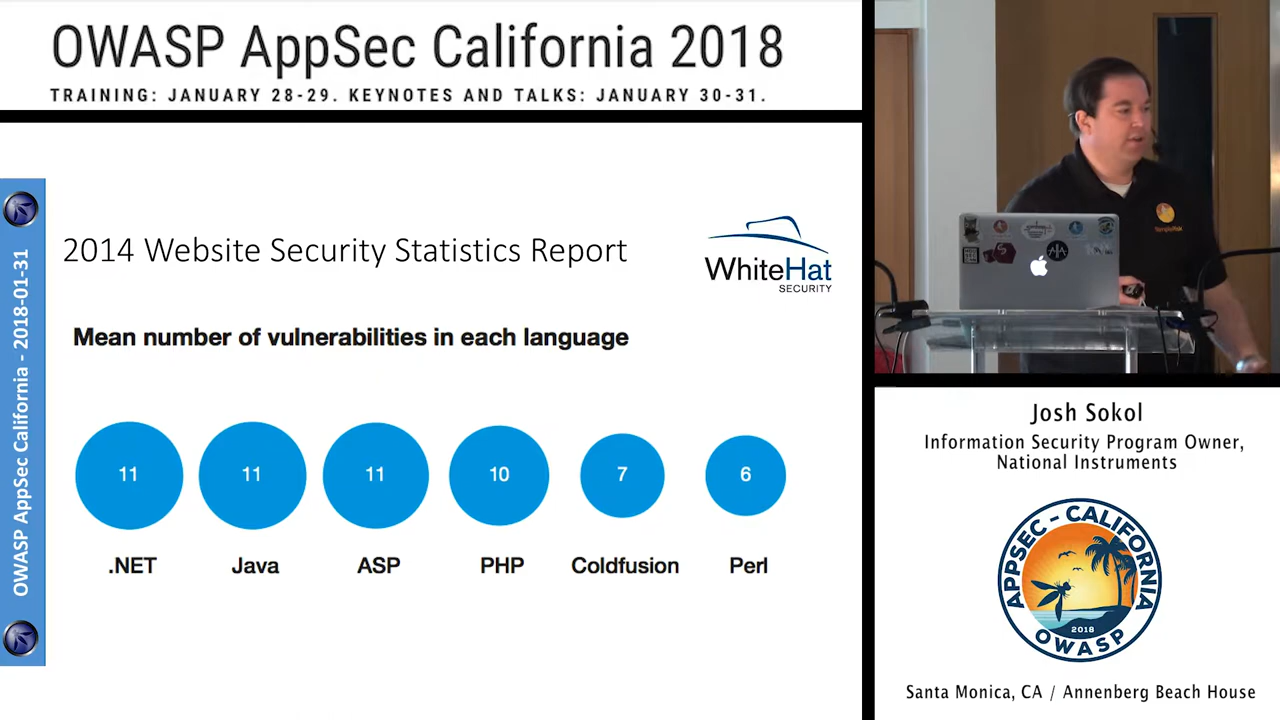 OWASP AppSec California 2018
TRAINING: JANUARY 28-29. KEYNOTES AND TALKS: JANUARY 30-31.
OWASP AppSec California - 2018-01-31
2014 Website Security Statistics Report
WhiteHat
SECURITY
Mean number of vulnerabilities in each language
11 11 11 10 7 6
.NET Java ASP PHP Coldfusion Perl
Josh Sokol
Information Security Program Owner,
National Instruments
APPSEC - CALIFORNIA
2018
OWASP
Santa Monica, CA / Annenberg Beach House